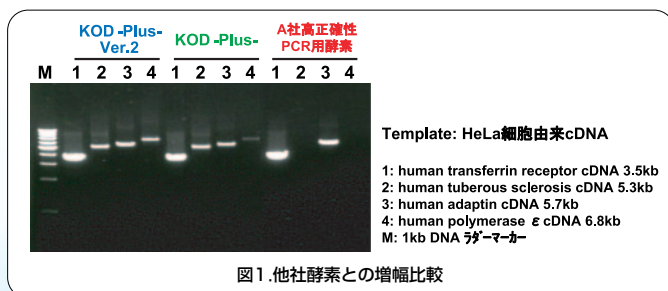 KOD -Plus- Ver.2
KOD -Plus-
A社高正確性 PCR用酵素
M 1 2 3 4 1 2 3 4 1 2 3 4
Template: HeLa細胞由来cDNA
1: human transferrin receptor cDNA 3.5kb
2: human tuberous sclerosis cDNA 5.3kb
3: human adaptin cDNA 5.7kb
4: human polymerase ε cDNA 6.8kb
M: 1kb DNA ラダーマーカー
図1.他社酵素との増幅比較